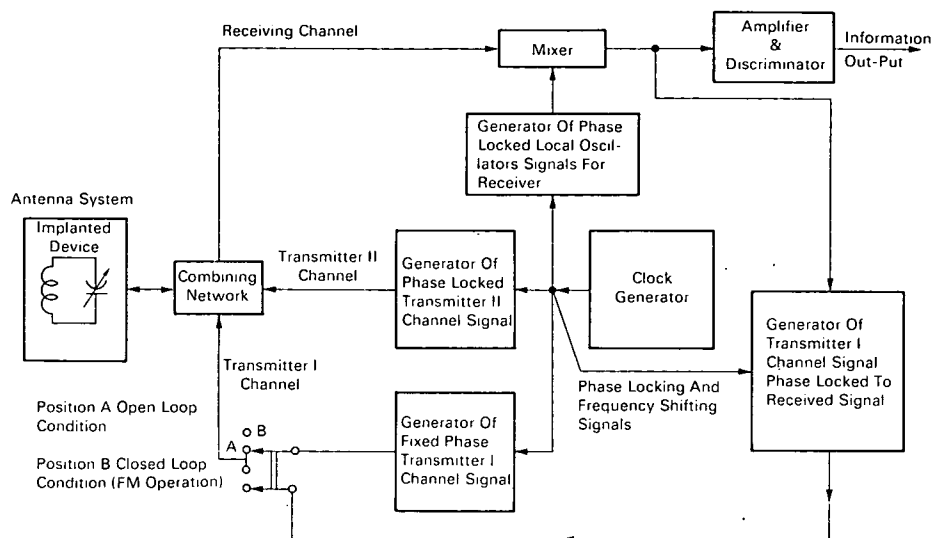 Receiving Channel
Mixer
Amplifier
&
Discriminator
Information
Out-Put
Generator Of Phase
Locked Local Oscil-
lators Signals For
Receiver
Antenna System
Implanted
Device
Combining
Network
Transmitter II
Channel
Generator Of
Phase Locked
Transmitter II
Channel Signal
Clock
Generator
Generator Of
Transmitter I
Channel Signal
Phase Locked To
Received Signal
Transmitter I
Channel
Phase Locking And
Frequency Shifting
Signals
Position A Open Loop
Condition
Position B Closed Loop
Condition (FM Operation)
B
A
Generator Of
Fixed Phase
Transmitter I
Channel Signal